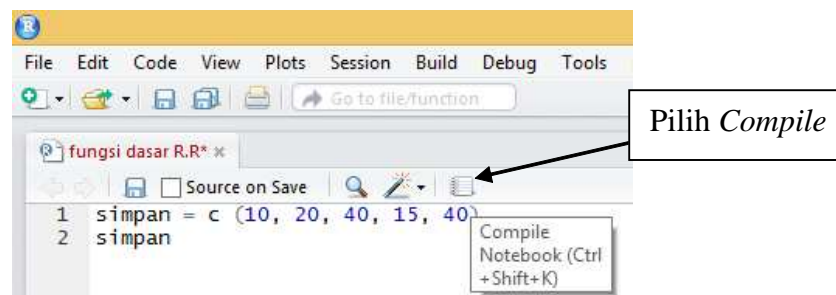 R
File Edit Code View Plots Session Build Debug Tools
Go to file/function
Pilih Compile
fungsi dasar R.R* ×
Source on Save
1 simpan = c (10, 20, 40, 15, 40)
2 simpan
Compile
Notebook (Ctrl
+Shift+K)